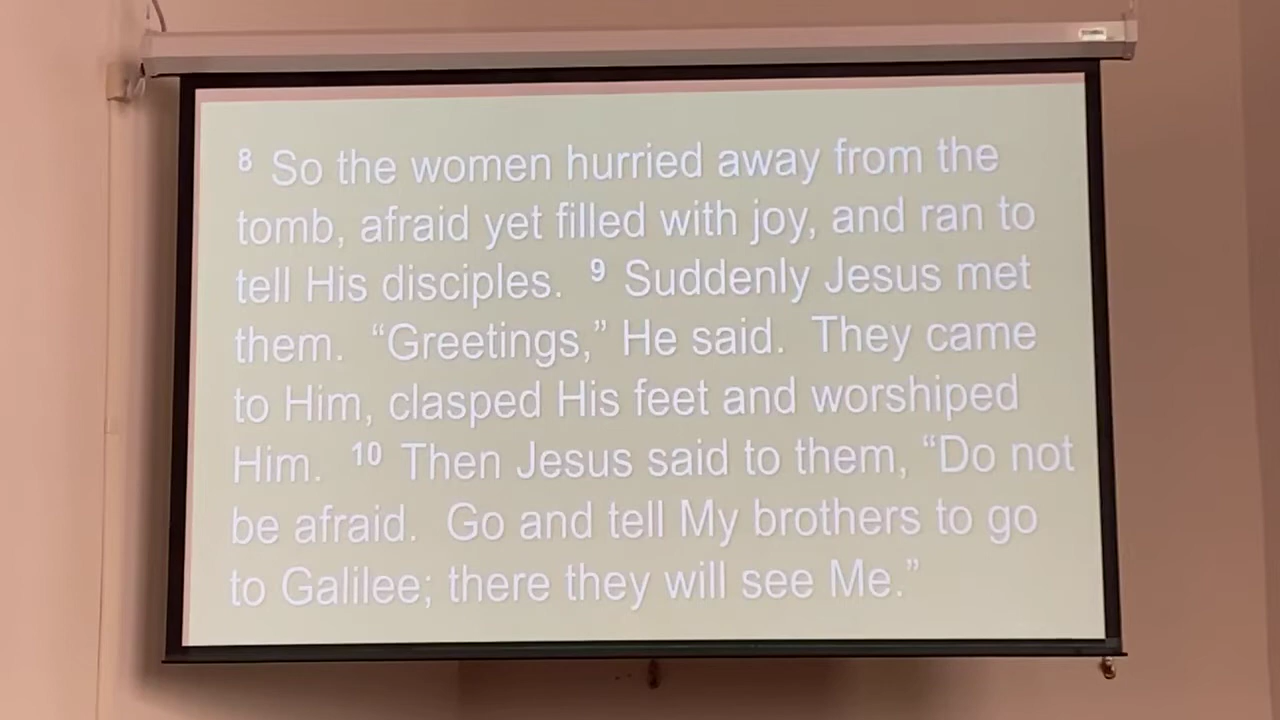 8 So the women hurried away from the
tomb, afraid yet filled with joy, and ran to
tell His disciples. 9 Suddenly Jesus met
them. “Greetings,” He said. They came
to Him, clasped His feet and worshiped
Him. 10 Then Jesus said to them, “Do not
be afraid. Go and tell My brothers to go
to Galilee; there they will see Me.”